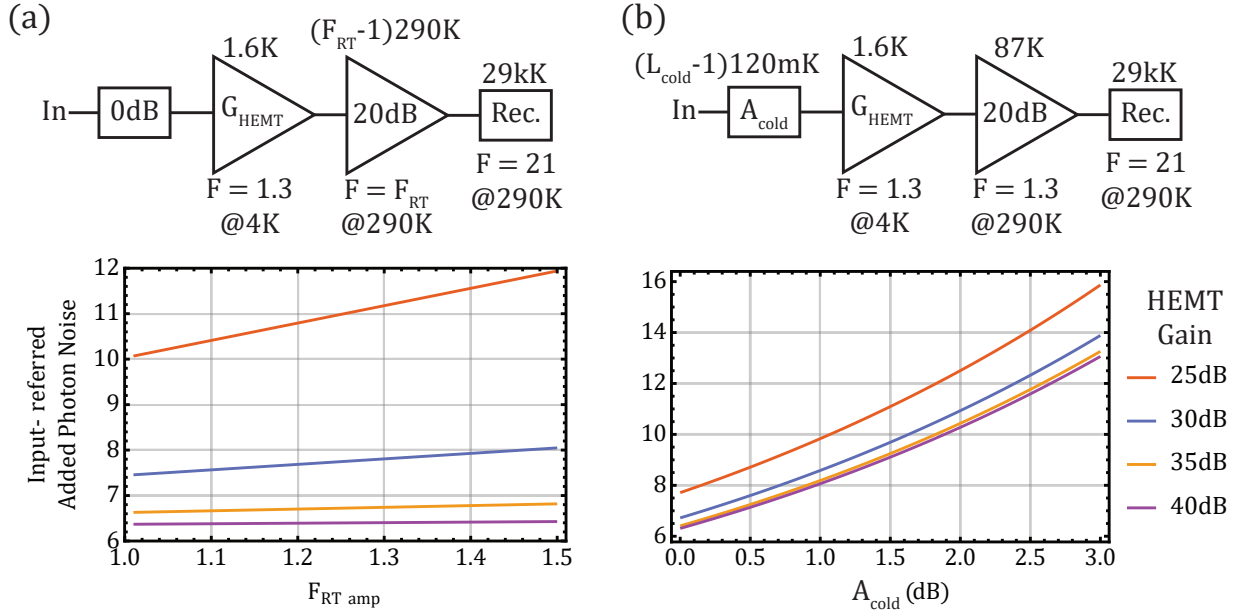 (a)
(F_RT-1)290K
1.6K
29kK
In
0dB
G_HEMT
20dB
Rec.
F = 1.3
@4K
F = F_RT
@290K
F = 21
@290K
12
11
10
9
8
7
6
1.0
1.1
1.2
1.3
1.4
1.5
Input- referred
Added Photon Noise
F_RT amp
(b)
(L_cold-1)120mK
1.6K
87K
29kK
In
A_cold
G_HEMT
20dB
Rec.
F = 1.3
@4K
F = 1.3
@290K
F = 21
@290K
16
14
12
10
8
6
0.0
0.5
1.0
1.5
2.0
2.5
3.0
A_cold (dB)
HEMT
Gain
25dB
30dB
35dB
40dB